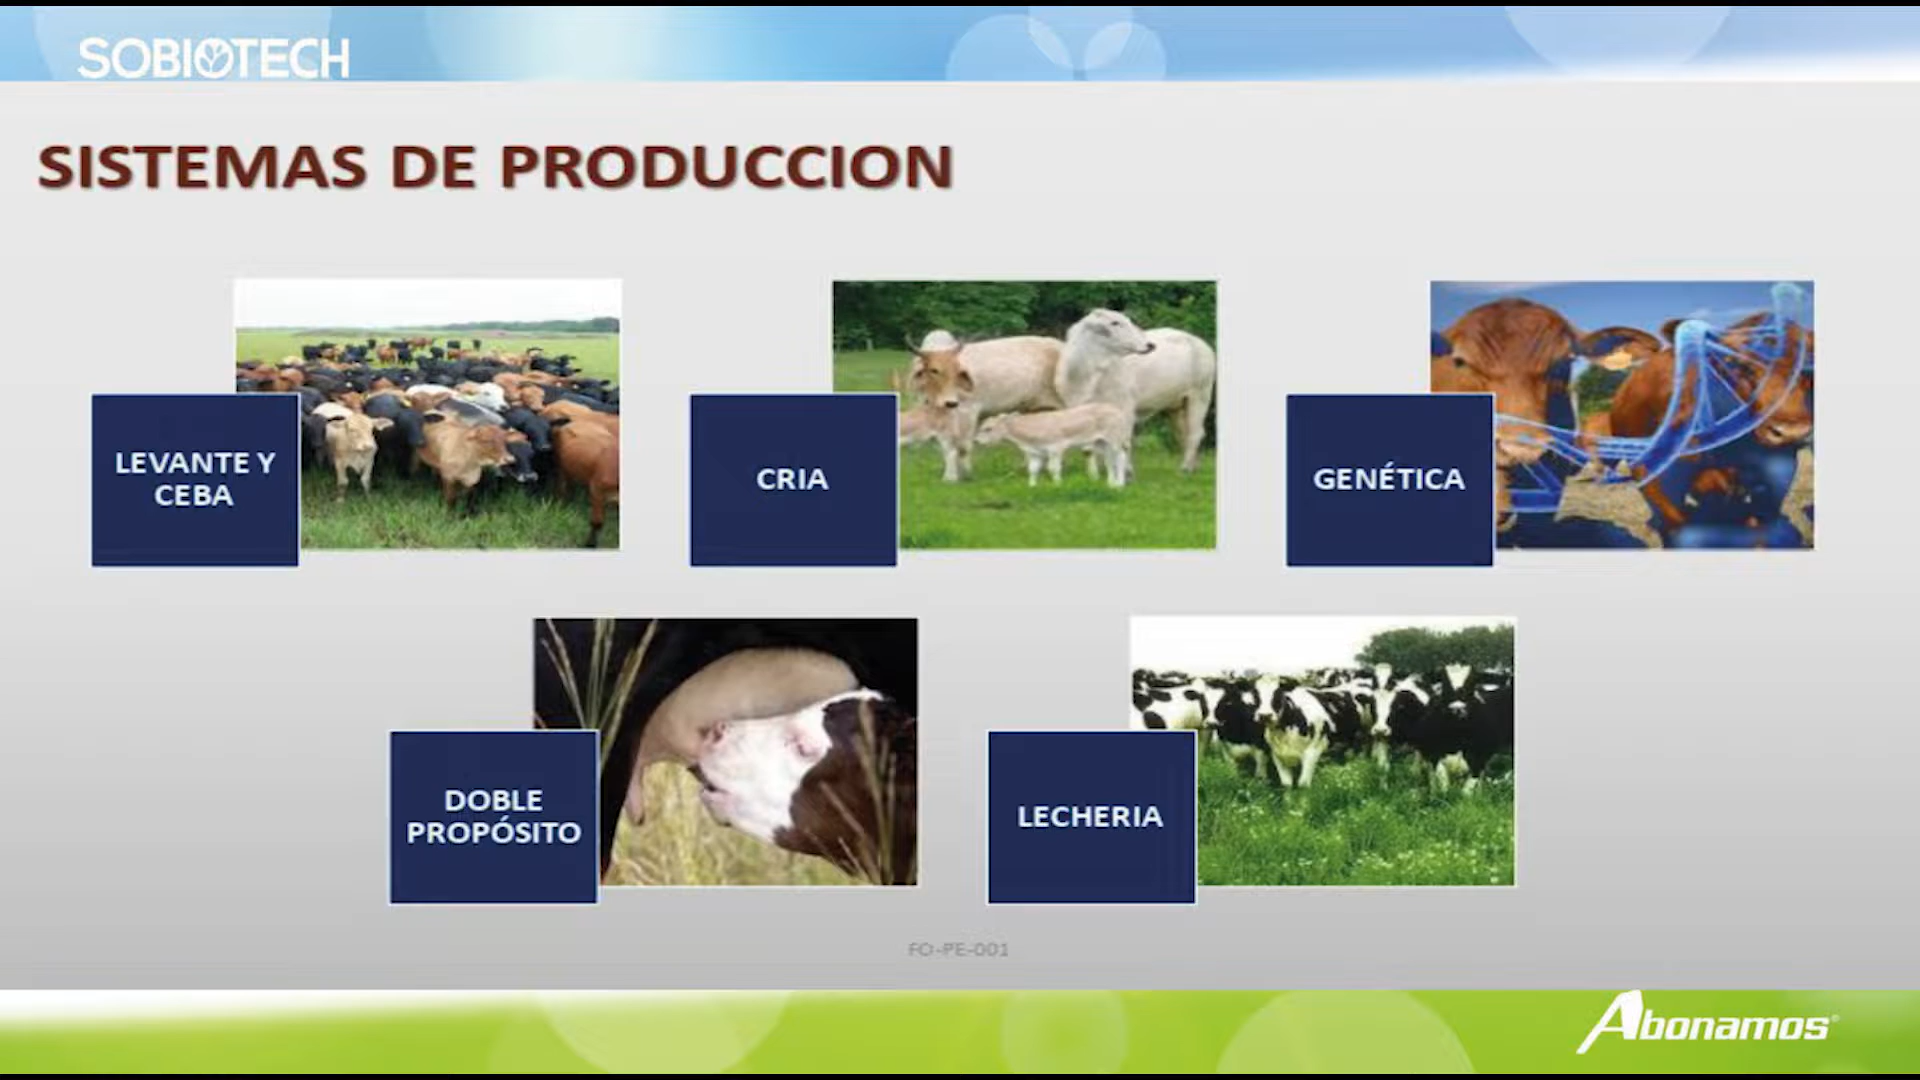 SOBIOTECH
SISTEMAS DE PRODUCCION
LEVANTE Y
CEBA
CRIA
GENÉTICA
DOBLE
PROPÓSITO
LECHERIA
FO-PE-001
Abonamos®